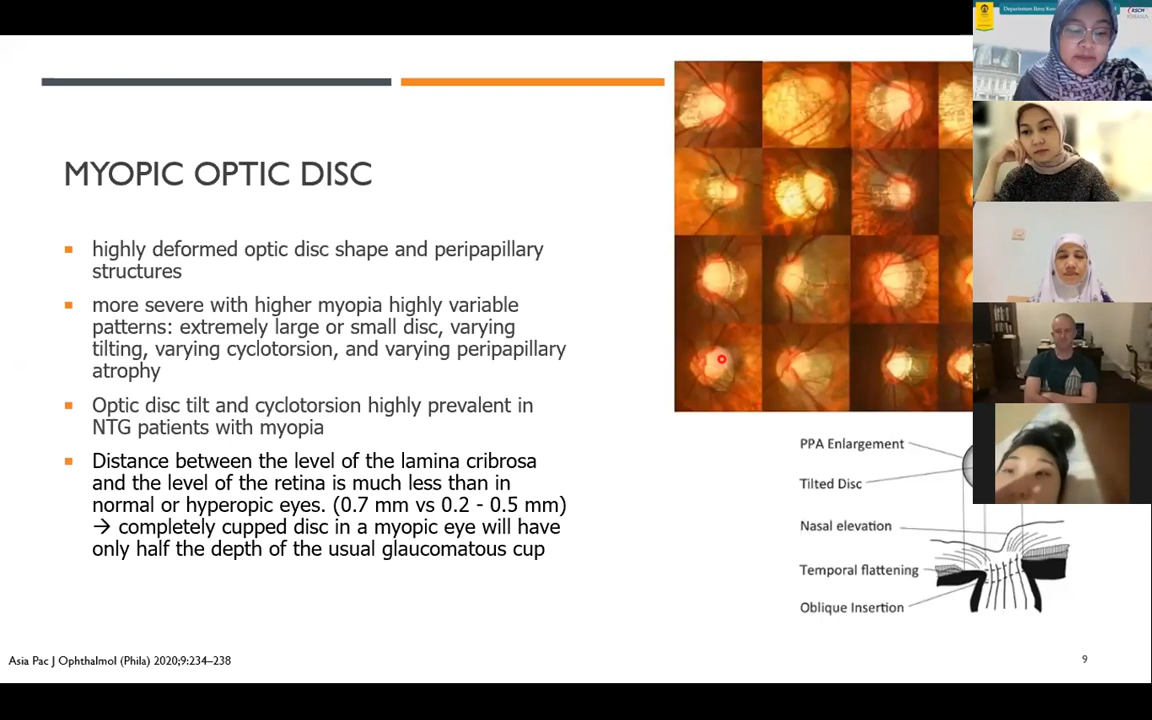 Departemen Ilmu
RSCM
KIRANA
MYOPIC OPTIC DISC
highly deformed optic disc shape and peripapillary
structures
more severe with higher myopia highly variable
patterns: extremely large or small disc, varying
tilting, varying cyclotorsion, and varying peripapillary
atrophy
Optic disc tilt and cyclotorsion highly prevalent in
NTG patients with myopia
Distance between the level of the lamina cribrosa
and the level of the retina is much less than in
normal or hyperopic eyes. (0.7 mm vs 0.2 - 0.5 mm)
→ completely cupped disc in a myopic eye will have
only half the depth of the usual glaucomatous cup
PPA Enlargement
Tilted Disc
Nasal elevation
Temporal flattening
Oblique Insertion
Asia Pac J Ophthalmol (Phila) 2020;9:234–238
9